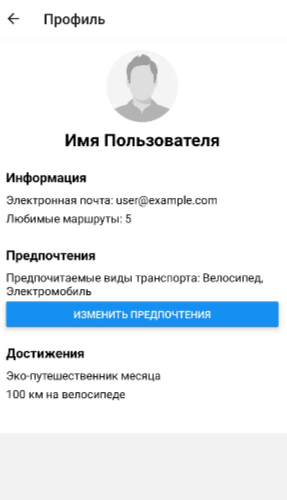 Профиль
Имя Пользователя
Информация
Электронная почта: user@example.com
Любимые маршруты: 5
Предпочтения
Предпочитаемые виды транспорта: Велосипед,
Электромобиль
ИЗМЕНИТЬ ПРЕДПОЧТЕНИЯ
Достижения
Эко-путешественник месяца
100 км на велосипеде